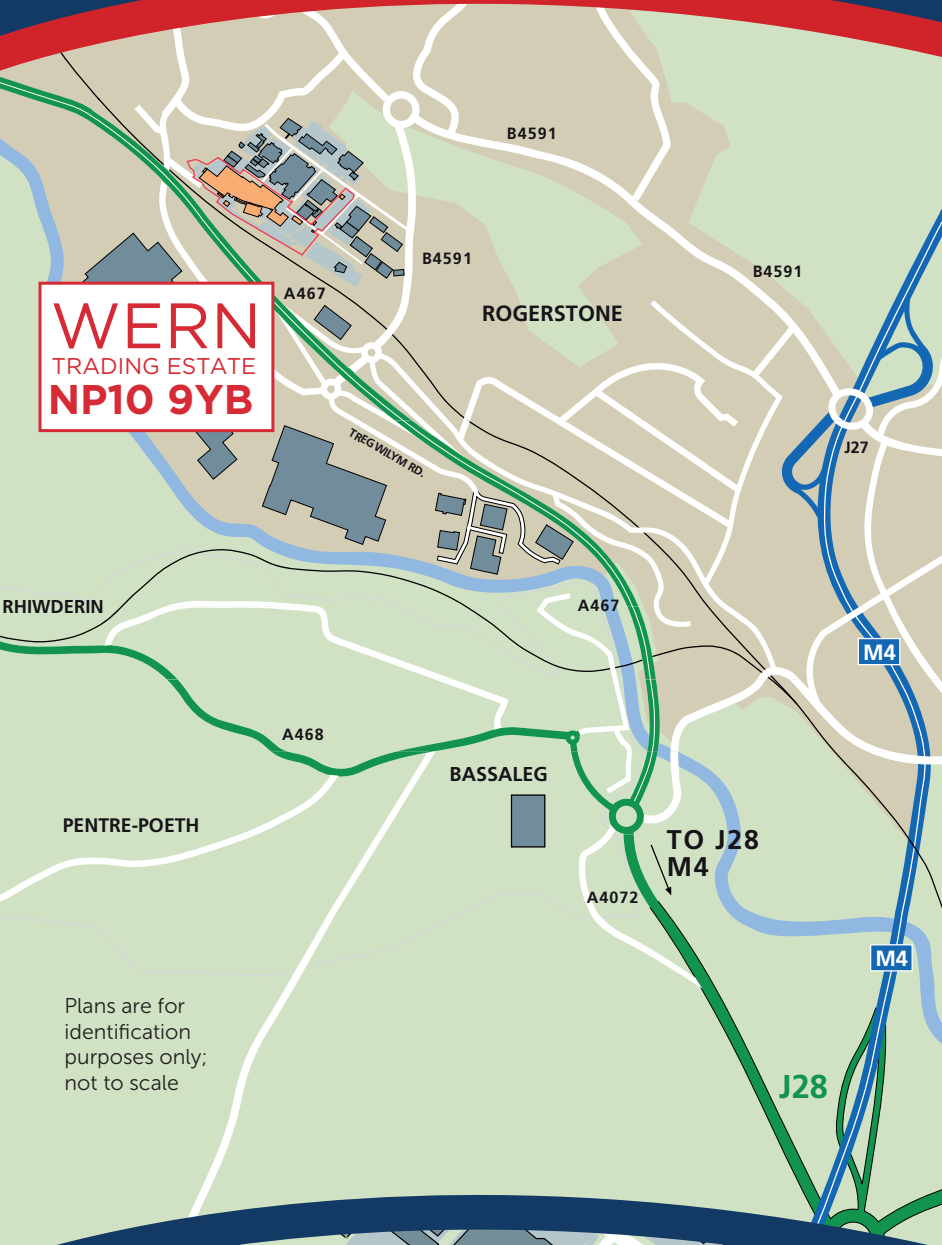 B4591
B4591
B4591
A467
ROGERSTONE
WERN
TRADING ESTATE
NP10 9YB
TREGWILYM RD.
J27
RHIWDERIN
A467
M4
A468
BASSALEG
PENTRE-POETH
TO J28
M4
A4072
M4
Plans are for
identification
purposes only;
not to scale
J28